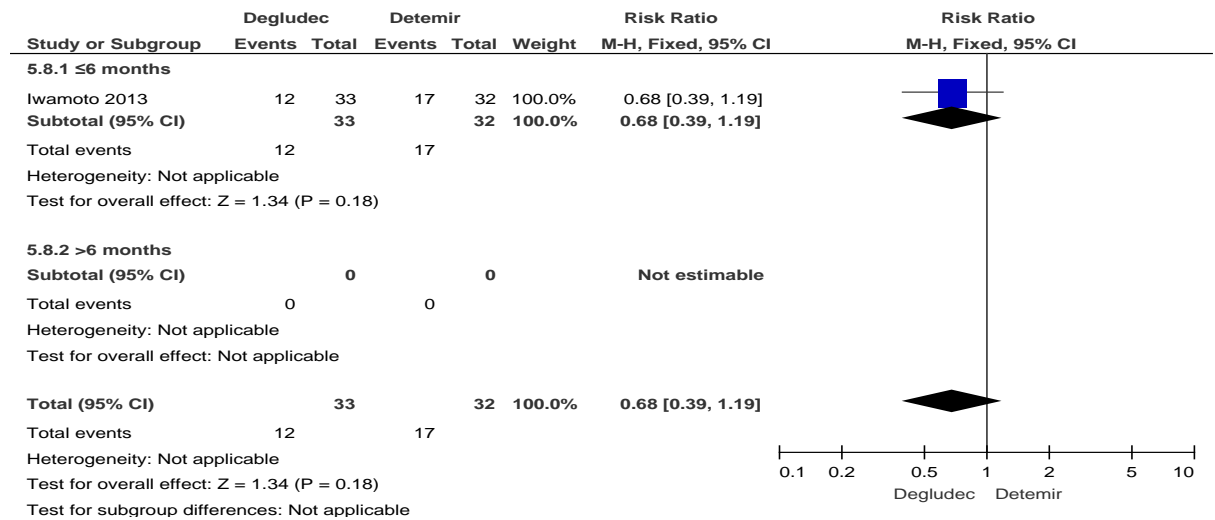 Degludec Detemir Risk Ratio Risk Ratio
Study or Subgroup Events Total Events Total Weight M-H, Fixed, 95% CI M-H, Fixed, 95% CI
5.8.1 ≤6 months
Iwamoto 2013 12 33 17 32 100.0% 0.68 [0.39, 1.19]
Subtotal (95% CI) 33 32 100.0% 0.68 [0.39, 1.19]
Total events 12 17
Heterogeneity: Not applicable
Test for overall effect: Z = 1.34 (P = 0.18)
5.8.2 >6 months
Subtotal (95% CI) 0 0 Not estimable
Total events 0 0
Heterogeneity: Not applicable
Test for overall effect: Not applicable
Total (95% CI) 33 32 100.0% 0.68 [0.39, 1.19]
Total events 12 17
Heterogeneity: Not applicable
Test for overall effect: Z = 1.34 (P = 0.18)
Test for subgroup differences: Not applicable
0.1 0.2 0.5 1 2 5 10
Degludec Detemir